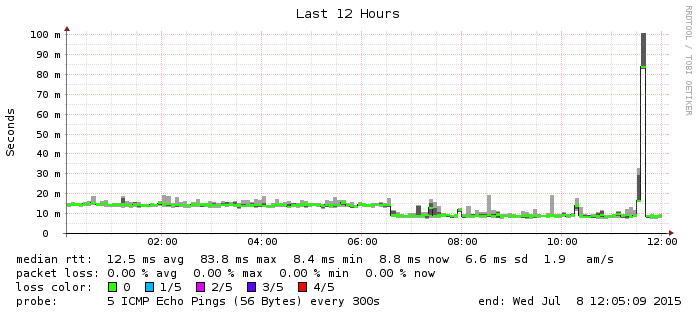 Last 12 Hours
RRDTOOL / TOBI OETIKER
Seconds
100 m
90 m
80 m
70 m
60 m
50 m
40 m
30 m
20 m
10 m
0
02:00 04:00 06:00 08:00 10:00 12:00
median rtt: 12.5 ms avg 83.8 ms max 8.4 ms min 8.8 ms now 6.6 ms sd 1.9 am/s
packet loss: 0.00 % avg 0.00 % max 0.00 % min 0.00 % now
loss color: 0 1/5 2/5 3/5 4/5
probe: 5 ICMP Echo Pings (56 Bytes) every 300s end: Wed Jul 8 12:05:09 2015